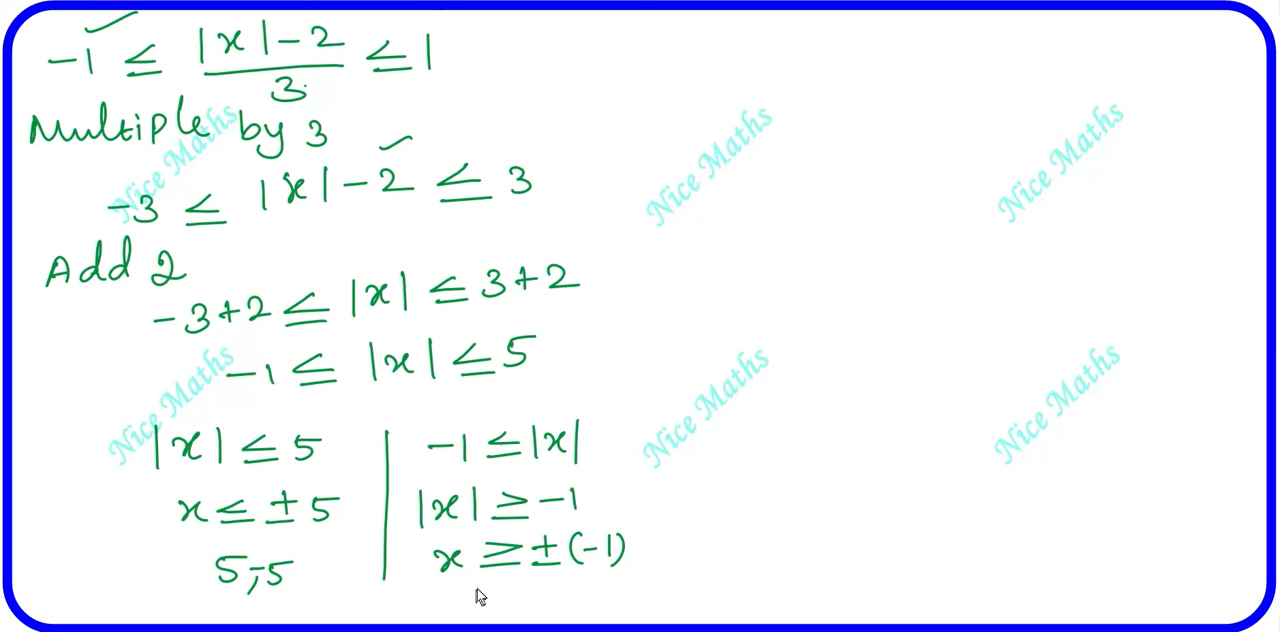 -1 ≤ |x|-2/3 ≤ 1
Multiple by 3
-3 ≤ |x|-2 ≤ 3
Add 2
-3+2 ≤ |x| ≤ 3+2
-1 ≤ |x| ≤ 5
|x| ≤ 5
x ≤ ±5
5,-5
-1 ≤ |x|
|x| ≥ -1
x ≥ ±(-1)
Nice Maths
Nice Maths
Nice Maths
Nice Maths
Nice Maths
Nice Maths